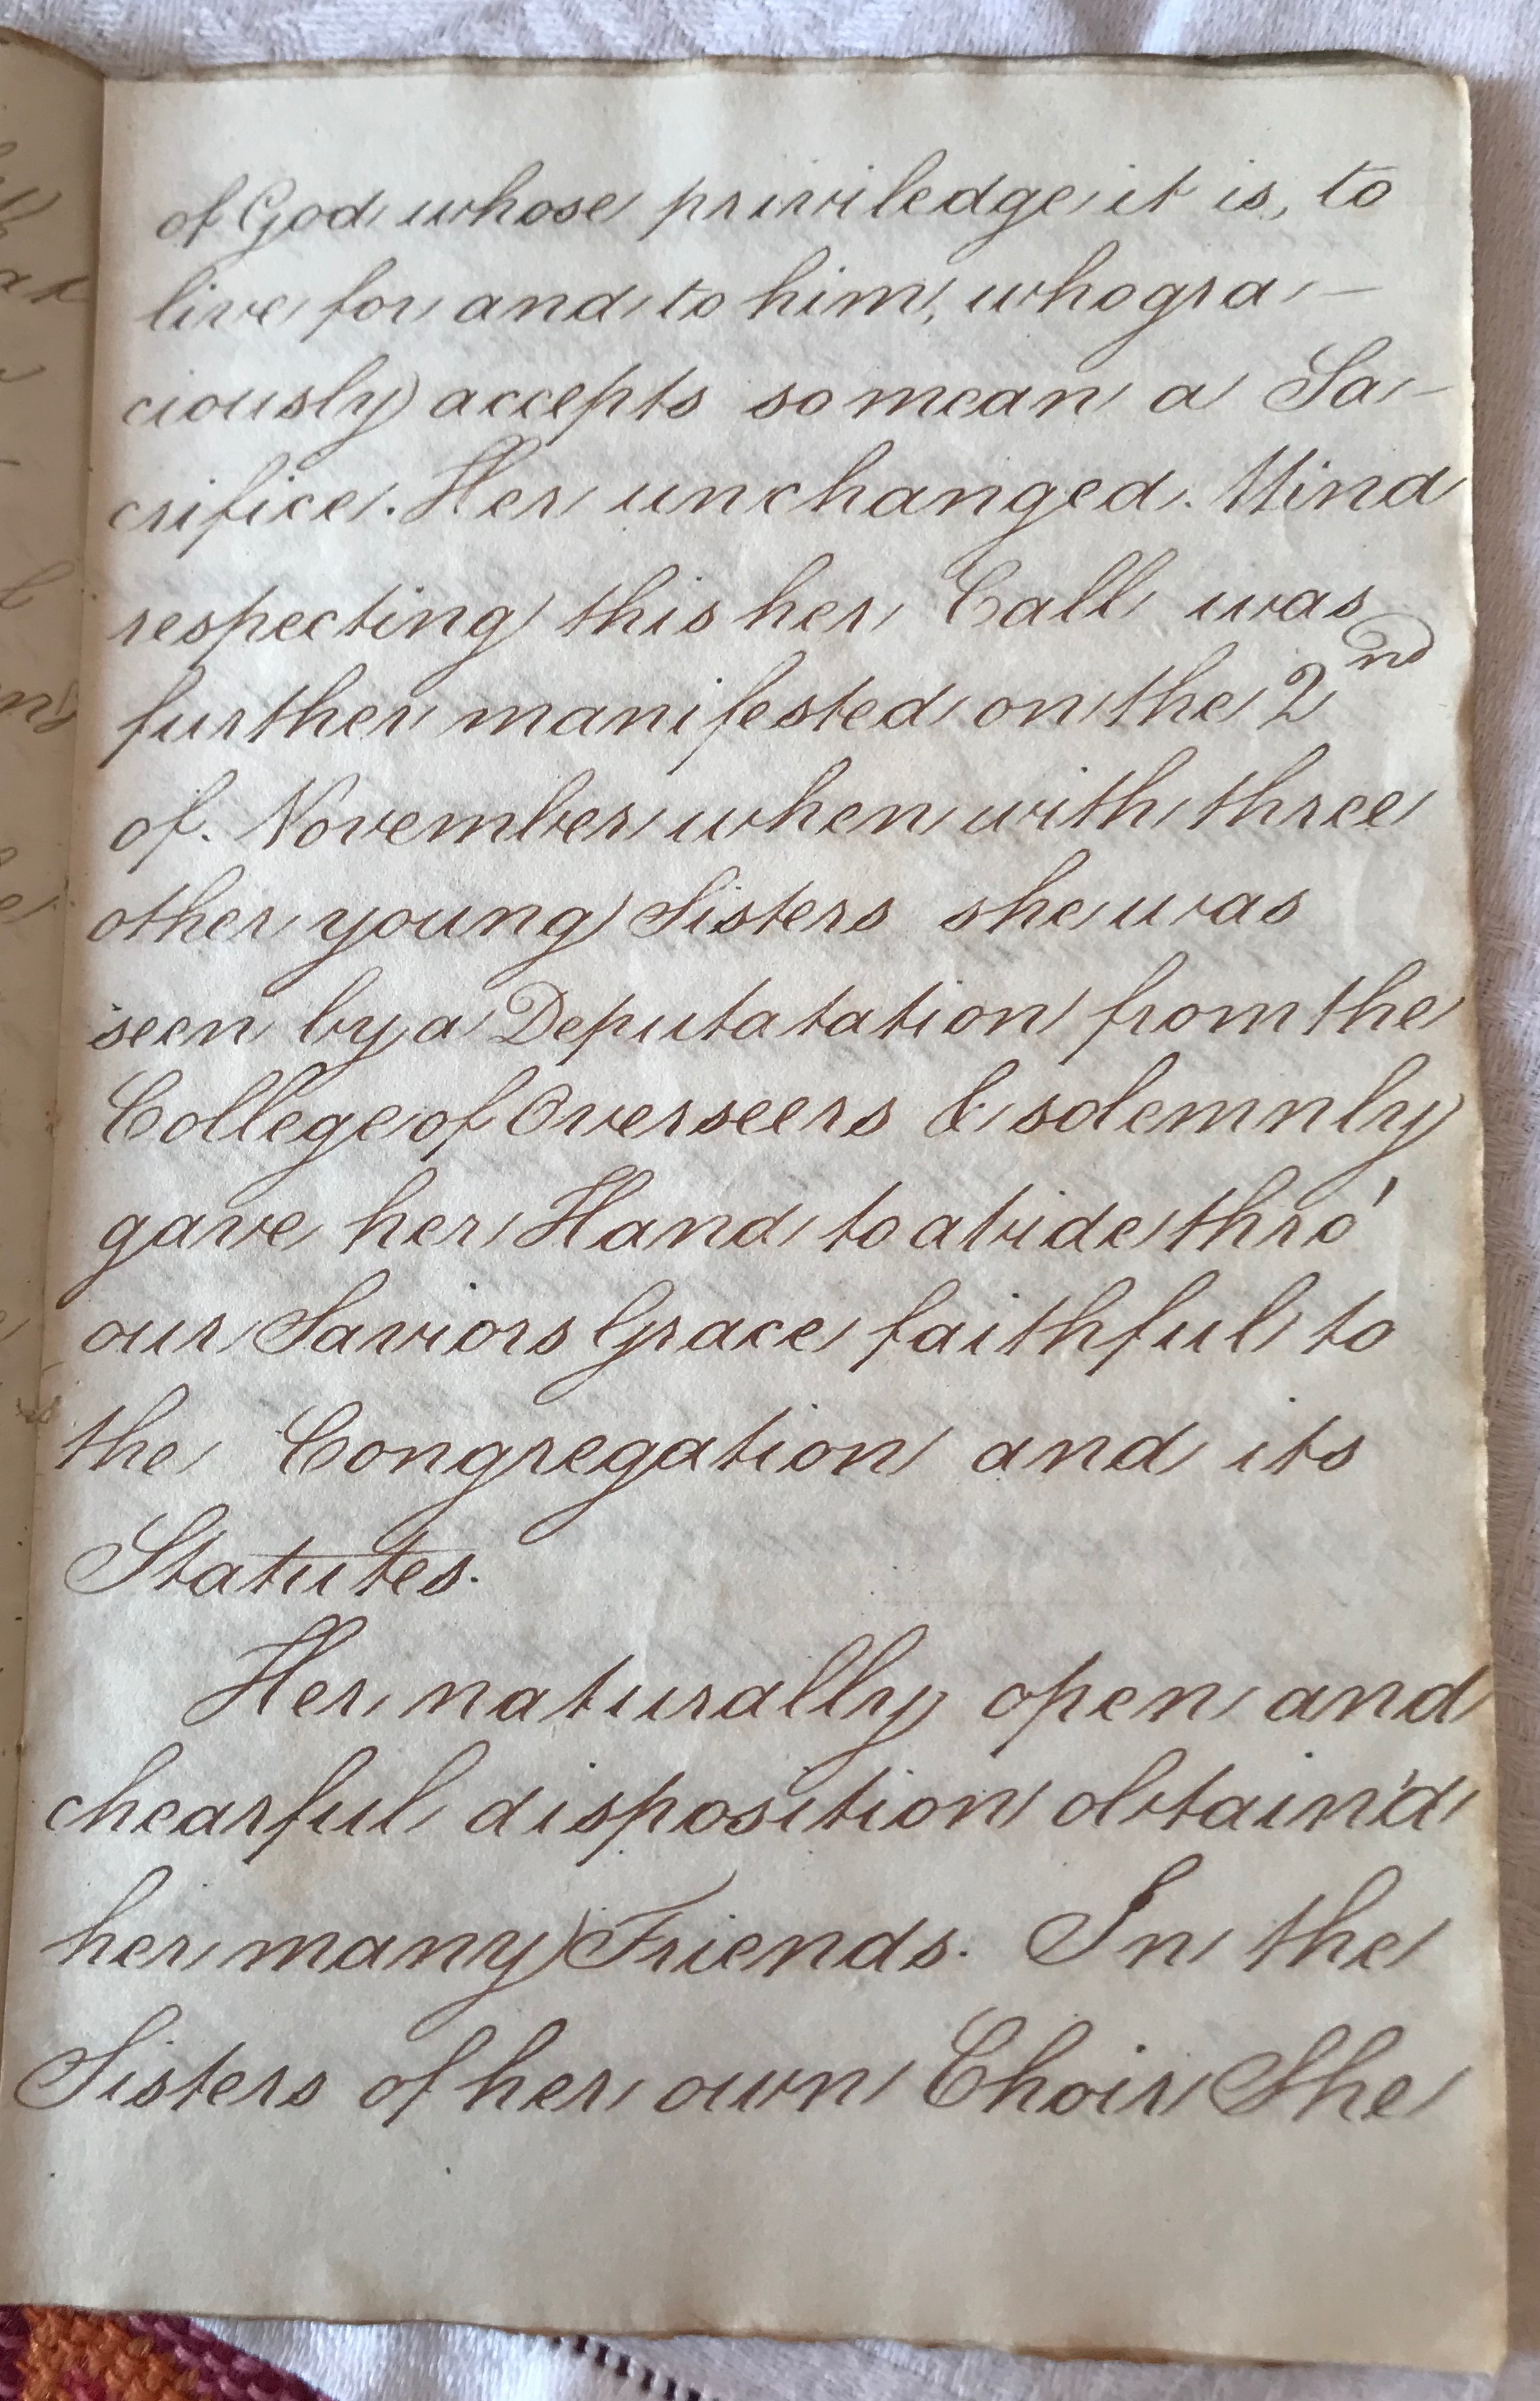 of God whose priviledge it is, to
live for and to him, who gra-
ciously accepts so mean a Sa-
crifice. Her unchanged Mind
respecting this her Call was
further manifested on the 2nd
of November when with three
other young Sisters she was
seen by a Deputatation from the
College of Overseers & solemnly
gave her Hand to abide thro'
our Saviors Grace faithful to
the Congregation and its
Statutes.
Her naturally open and
chearful disposition obtain'd
her many Friends. In the
Sisters of her own Choir She